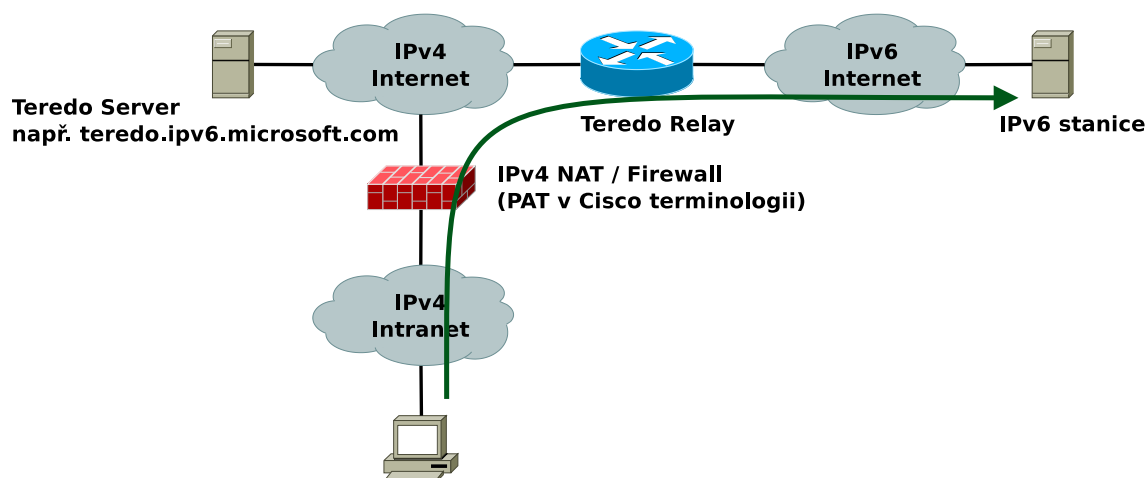 IPv4
Internet
IPv6
Internet
Teredo Server
např. teredo.ipv6.microsoft.com
Teredo Relay
IPv6 stanice
IPv4 NAT / Firewall
(PAT v Cisco terminologii)
IPv4
Intranet